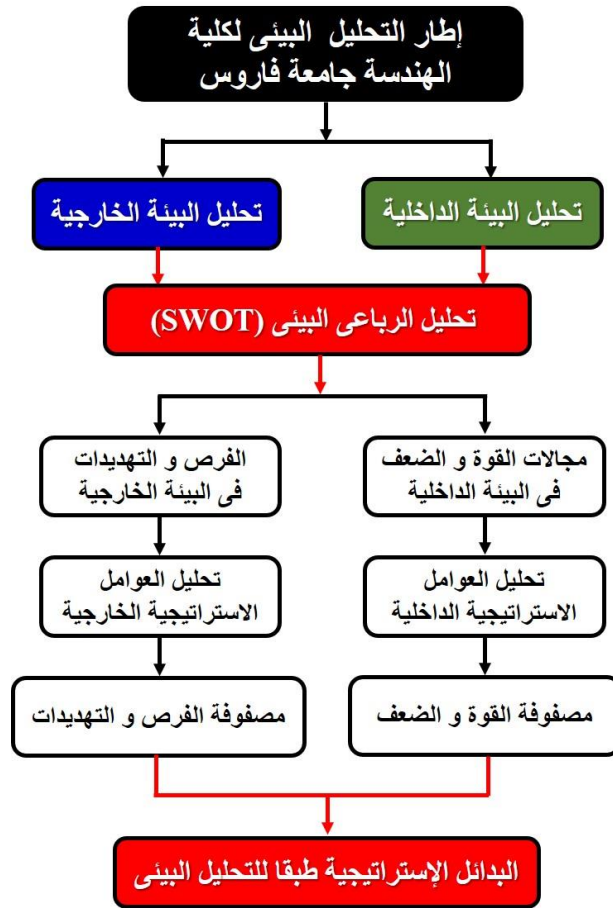 إطار التحليل البيئى لكلية
الهندسة جامعة فاروس
تحليل البيئة الداخلية
تحليل البيئة الخارجية
تحليل الرباعى البيئى (SWOT)
مجالات القوة و الضعف
فى البيئة الداخلية
الفرص و التهديدات
فى البيئة الخارجية
تحليل العوامل
الاستراتيجية الداخلية
تحليل العوامل
الاستراتيجية الخارجية
مصفوفة القوة و الضعف
مصفوفة الفرص و التهديدات
البدائل الإستراتيجية طبقا للتحليل البيئى